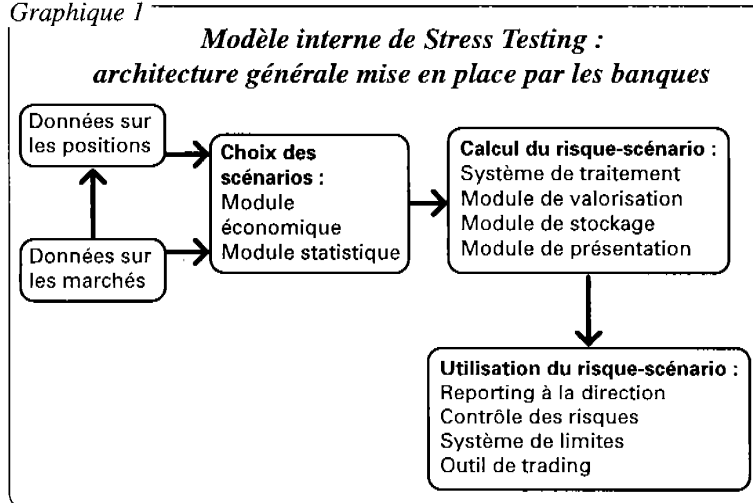 Graphique 1
Modèle interne de Stress Testing :
architecture générale mise en place par les banques
Données sur
les positions
Données sur
les marchés
Choix des
scénarios :
Module
économique
Module statistique
Calcul du risque-scénario :
Système de traitement
Module de valorisation
Module de stockage
Module de présentation
Utilisation du risque-scénario :
Reporting à la direction
Contrôle des risques
Système de limites
Outil de trading